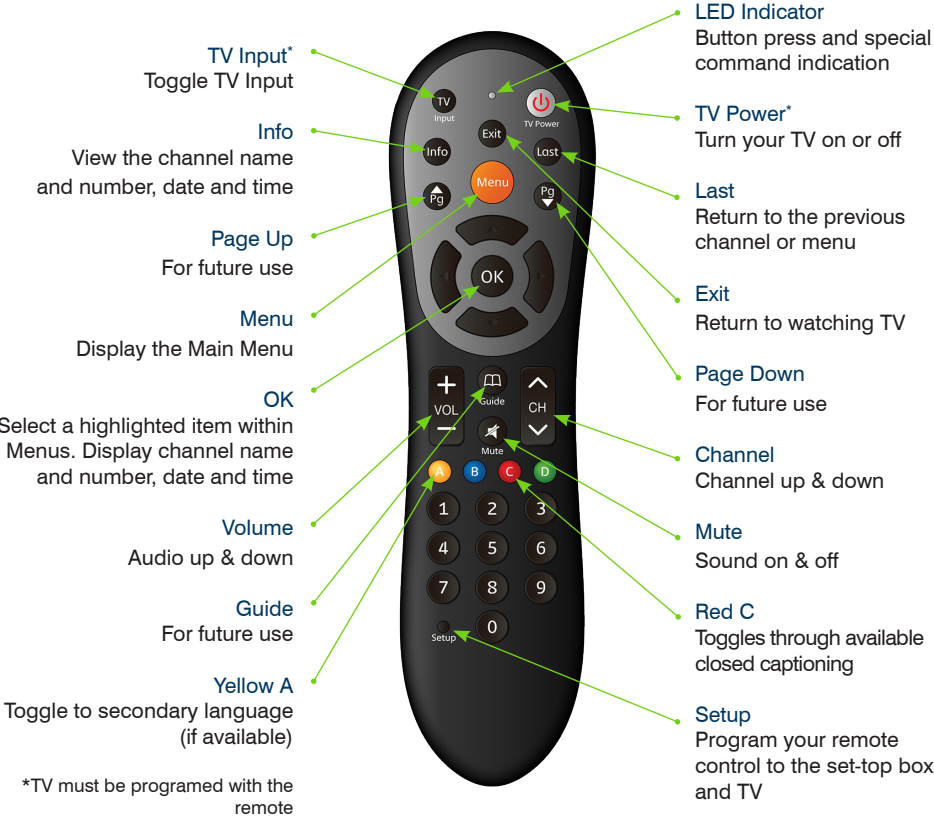 TV Input*
Toggle TV Input
Info
View the channel name
and number, date and time
Page Up
For future use
Menu
Display the Main Menu
OK
Select a highlighted item within
Menus. Display channel name
and number, date and time
Volume
Audio up & down
Guide
For future use
Yellow A
Toggle to secondary language
(if available)
*TV must be programed with the
remote
TV
Input
TV Power
Exit
Info
Last
Menu
Pg
Pg
OK
+
VOL
−
Guide
CH
Mute
A B C D
1 2 3
4 5 6
7 8 9
0
Setup
LED Indicator
Button press and special
command indication
TV Power*
Turn your TV on or off
Last
Return to the previous
channel or menu
Exit
Return to watching TV
Page Down
For future use
Channel
Channel up & down
Mute
Sound on & off
Red C
Toggles through available
closed captioning
Setup
Program your remote
control to the set-top box
and TV